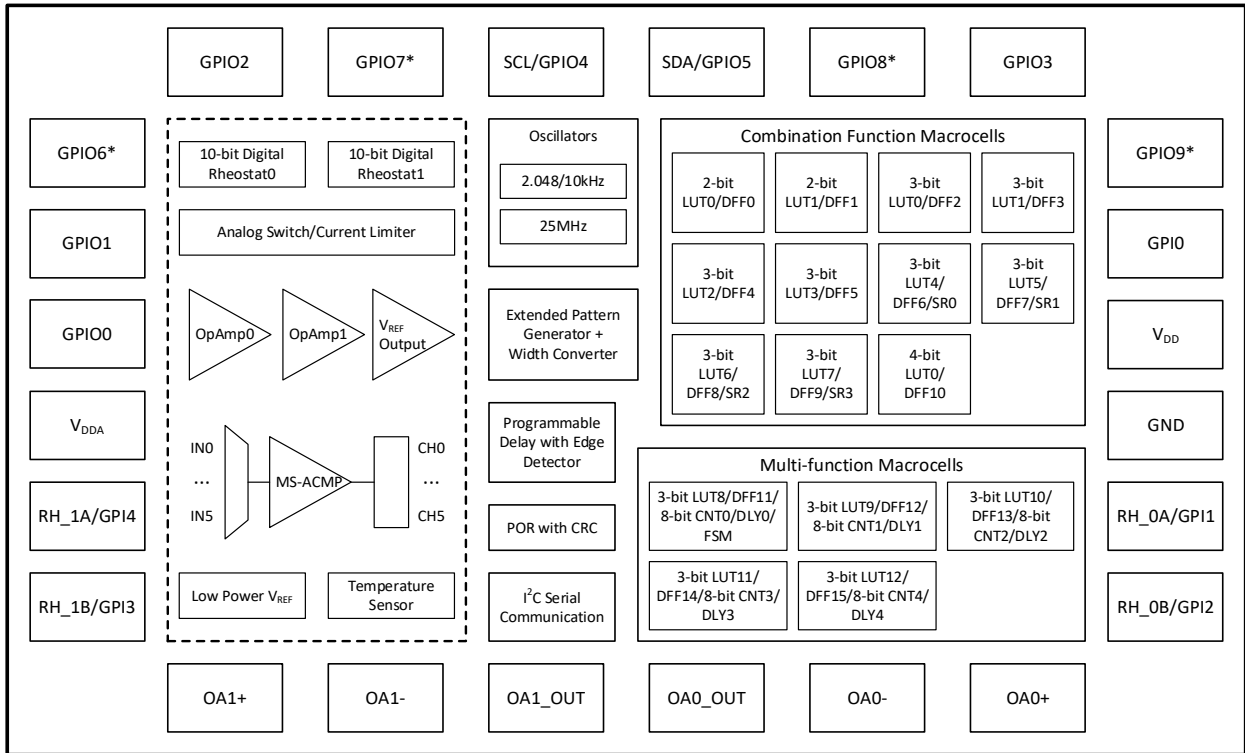 GPIO2
GPIO7*
SCL/GPIO4
SDA/GPIO5
GPIO8*
GPIO3
GPIO6*
GPIO1
GPIO0
V_DDA
RH_1A/GPI4
RH_1B/GPI3
10-bit Digital
Rheostat0
10-bit Digital
Rheostat1
Analog Switch/Current Limiter
OpAmp0
OpAmp1
V_REF
Output
IN0
...
IN5
MS-ACMP
CH0
...
CH5
Low Power V_REF
Temperature
Sensor
Oscillators
2.048/10kHz
25MHz
Extended Pattern
Generator +
Width Converter
Programmable
Delay with Edge
Detector
POR with CRC
I²C Serial
Communication
Combination Function Macrocells
2-bit
LUT0/DFF0
2-bit
LUT1/DFF1
3-bit
LUT0/DFF2
3-bit
LUT1/DFF3
3-bit
LUT2/DFF4
3-bit
LUT3/DFF5
3-bit
LUT4/
DFF6/SR0
3-bit
LUT5/
DFF7/SR1
3-bit
LUT6/
DFF8/SR2
3-bit
LUT7/
DFF9/SR3
4-bit
LUT0/
DFF10
Multi-function Macrocells
3-bit LUT8/DFF11/
8-bit CNT0/DLY0/
FSM
3-bit LUT9/DFF12/
8-bit CNT1/DLY1
3-bit LUT10/
DFF13/8-bit
CNT2/DLY2
3-bit LUT11/
DFF14/8-bit CNT3/
DLY3
3-bit LUT12/
DFF15/8-bit CNT4/
DLY4
GPIO9*
GPI0
V_DD
GND
RH_0A/GPI1
RH_0B/GPI2
OA1+
OA1-
OA1_OUT
OA0_OUT
OA0-
OA0+